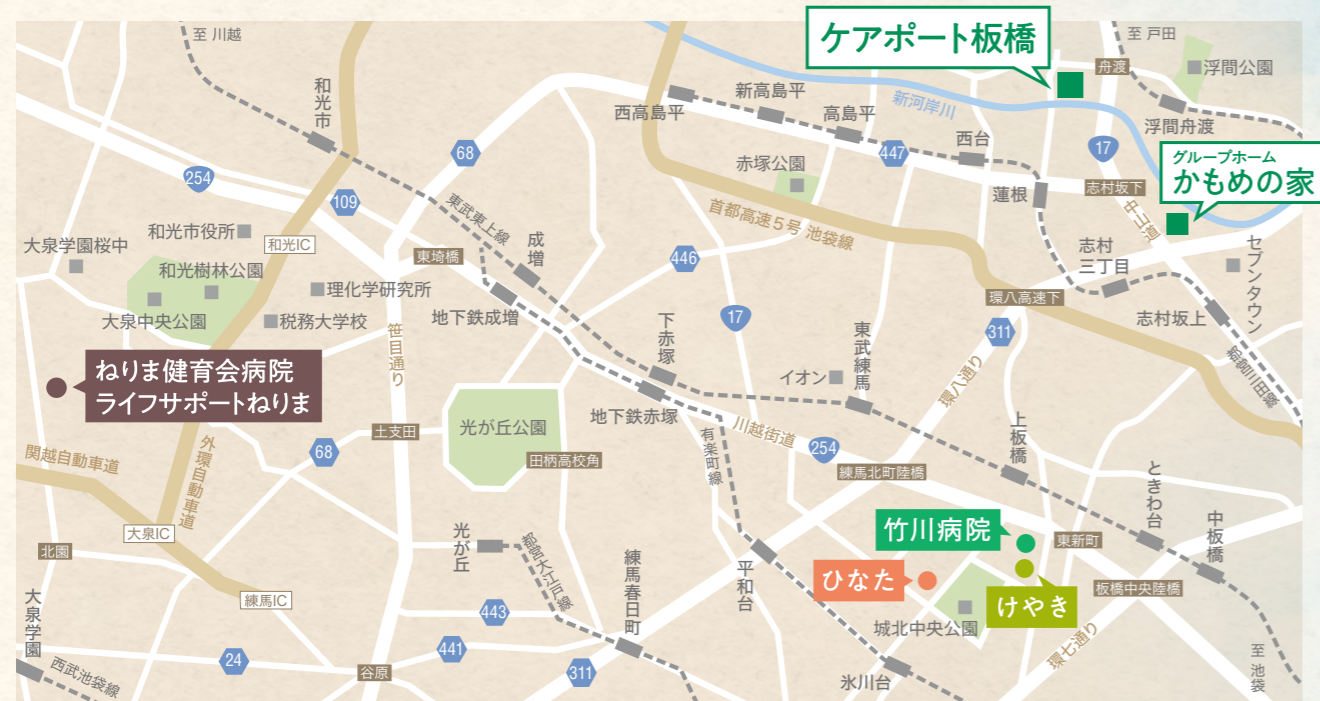 至 川越
ケアポート板橋
至 戸田
舟渡
浮間公園
和光市
新高島平
西高島平
高島平
新河岸川
浮間舟渡
68
447
西台
17
グループホーム
かもめの家
赤塚公園
254
109
東武東上線
蓮根
志村坂下
中山道
首都高速5号 池袋線
大泉学園桜中
和光市役所
和光IC
東埼橋
成増
446
志村
三丁目
セブンタウン
和光樹林公園
理化学研究所
環八高速下
大泉中央公園
税務大学校
地下鉄成増
17
311
志村坂上
笹目通り
下赤塚
東武練馬
都営三田線
ねりま健育会病院
ライフサポートねりま
イオン
環八通り
光が丘公園
地下鉄赤塚
川越街道
上板橋
土支田
関越自動車道
68
外環自動車道
田柄高校角
有楽町線
254
練馬北町陸橋
ときわ台
中板橋
大泉IC
北園
光が丘
都営大江戸線
練馬春日町
平和台
竹川病院
東新町
ひなた
けやき
板橋中央陸橋
大泉学園
練馬IC
443
城北中央公園
環七通り
441
24
谷原
311
西武池袋線
氷川台
至 池袋